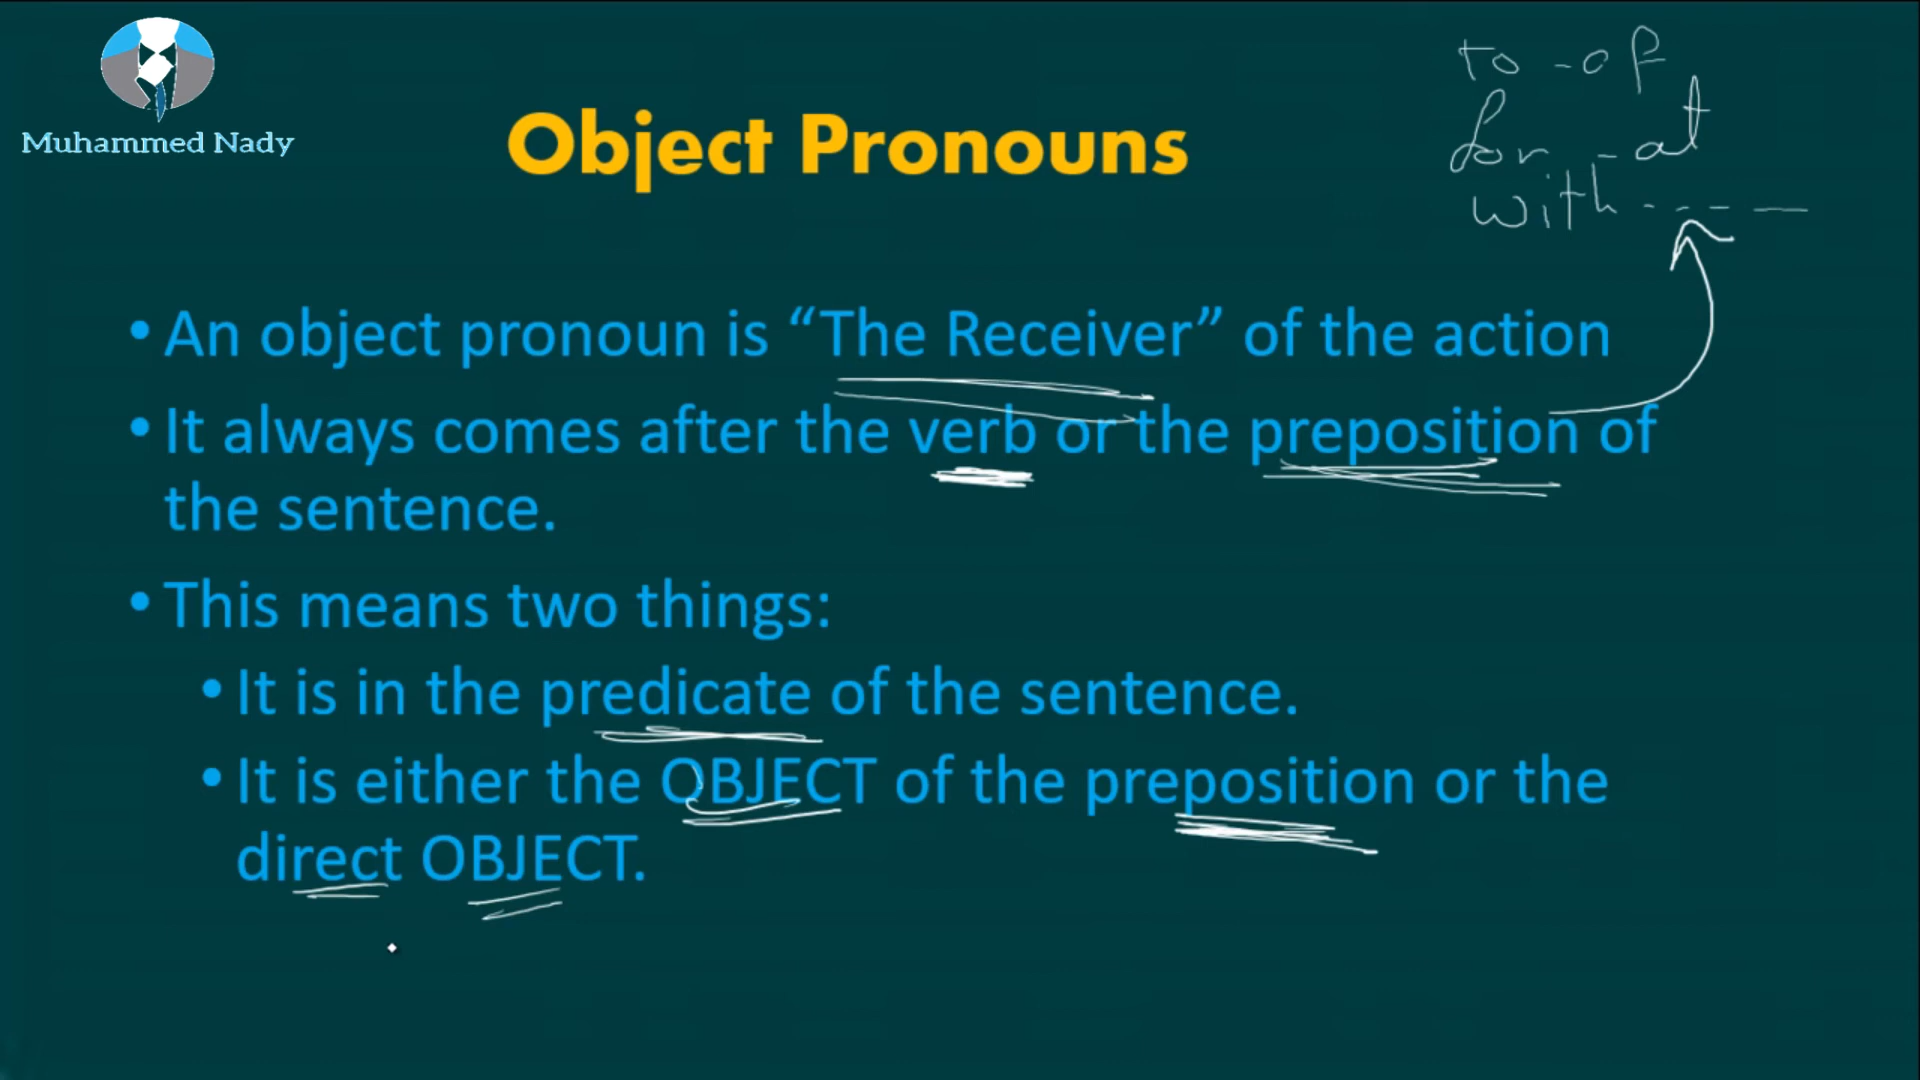 Muhammed Nady
to - of
for - at
with - - - -
Object Pronouns
• An object pronoun is “The Receiver” of the action
• It always comes after the verb or the preposition of
the sentence.
• This means two things:
• It is in the predicate of the sentence.
• It is either the OBJECT of the preposition or the
direct OBJECT.